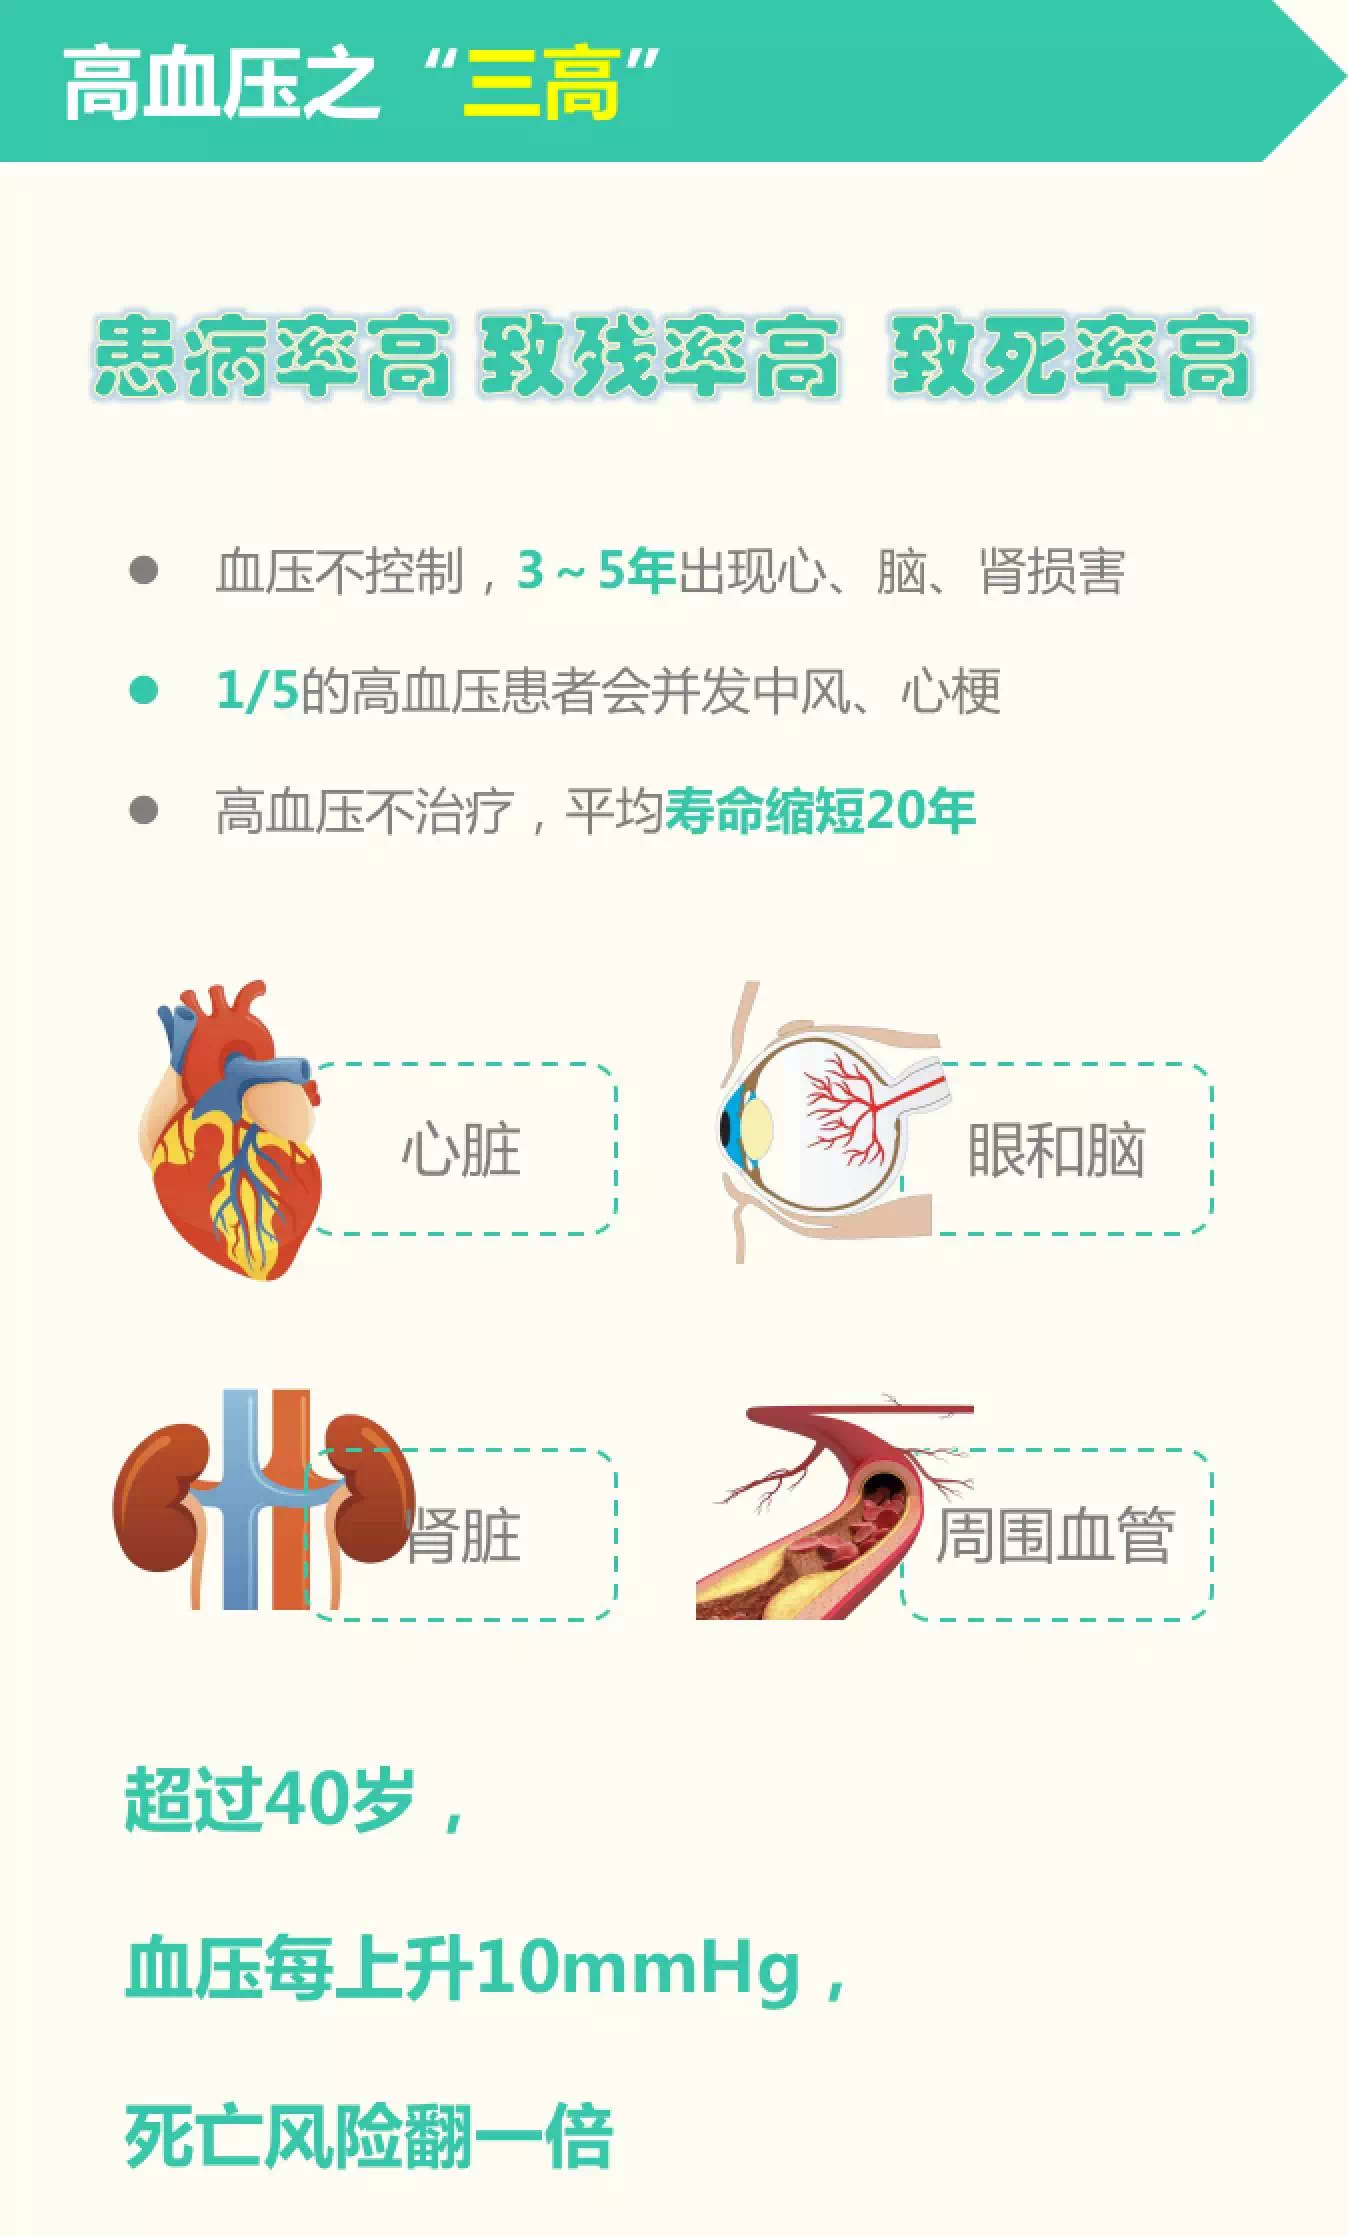 高血压之“三高”
患病率高 致残率高 致死率高
血压不控制，3～5年出现心、脑、肾损害
1/5的高血压患者会并发中风、心梗
高血压不治疗，平均寿命缩短20年
心脏
眼和脑
肾脏
周围血管
超过40岁，
血压每上升10mmHg，
死亡风险翻一倍